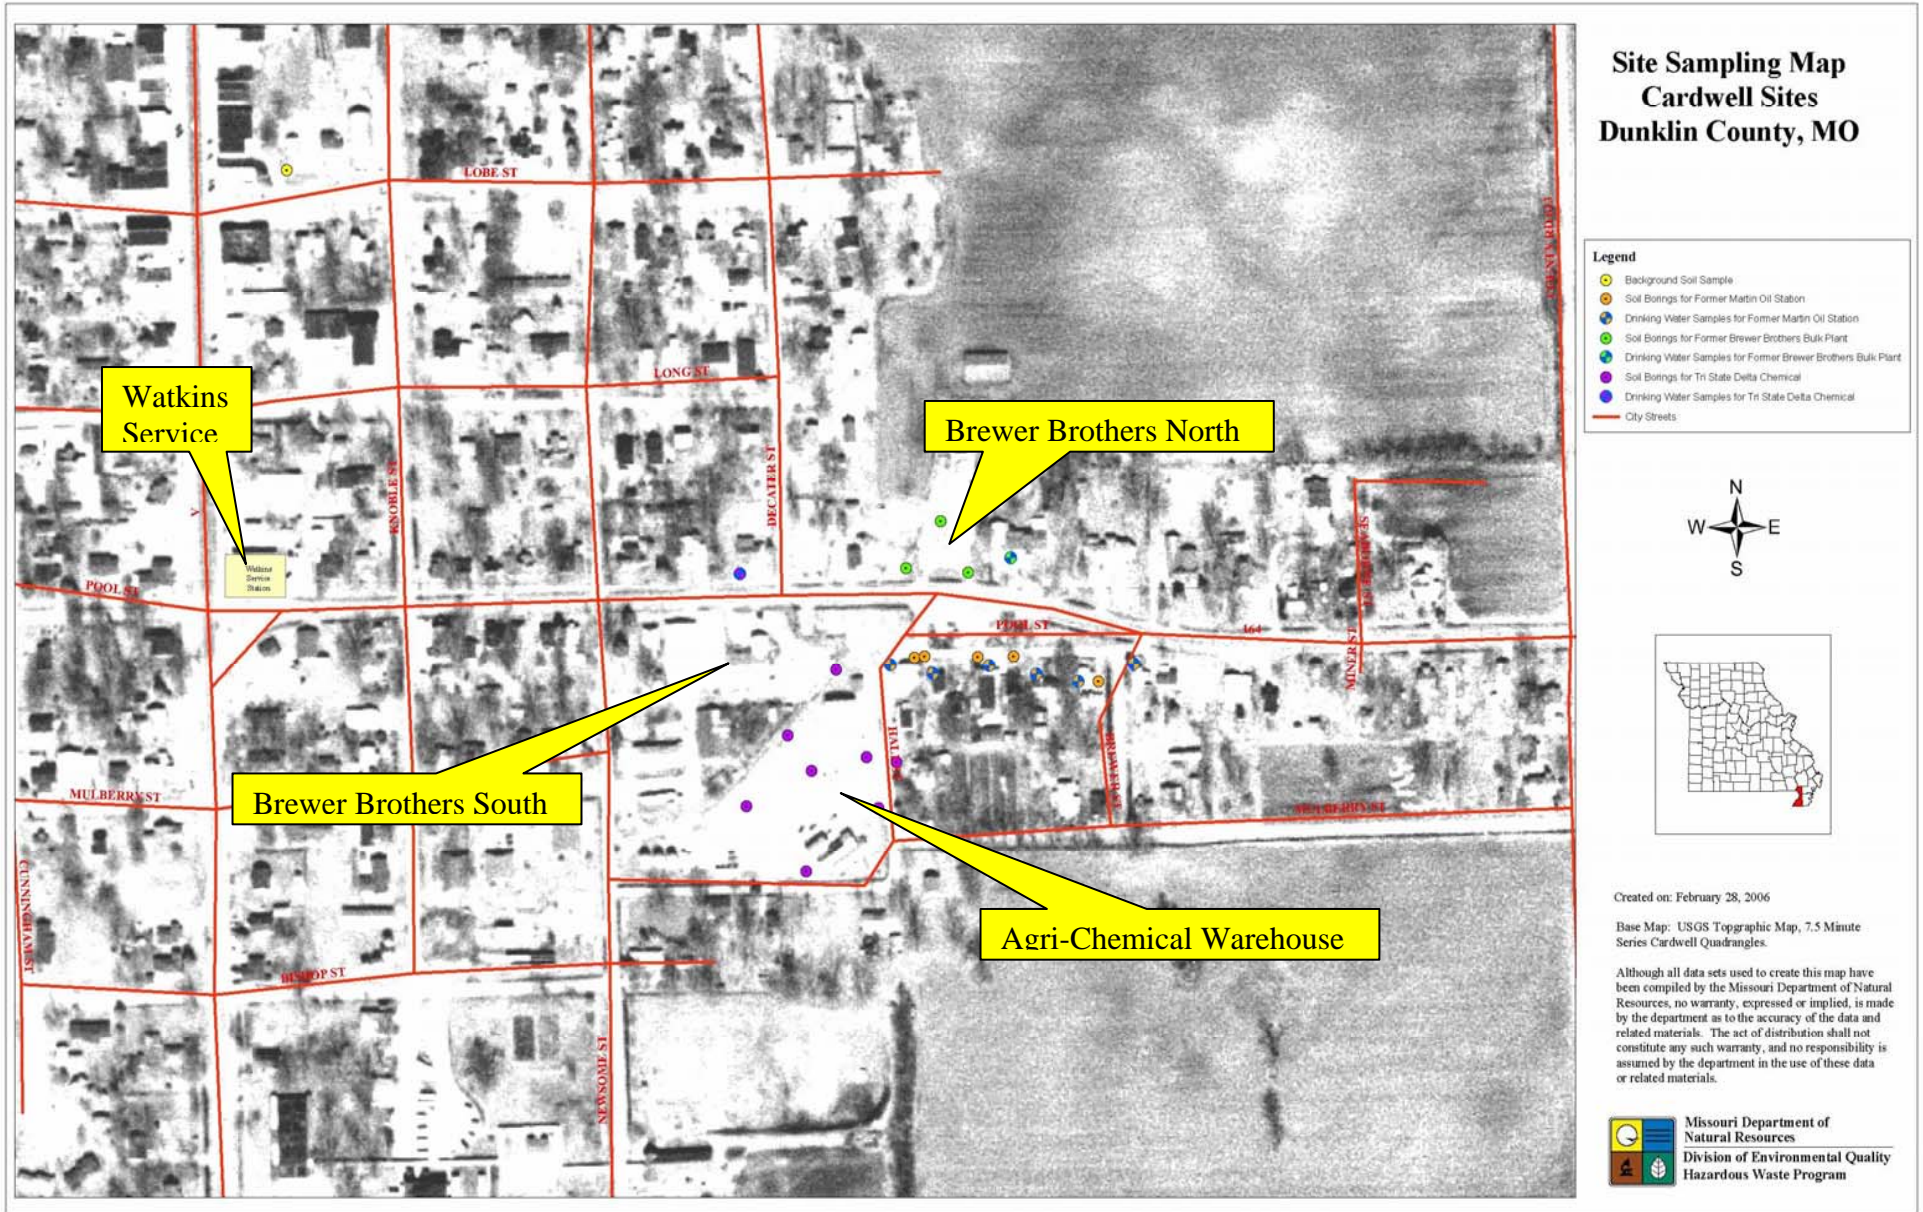 Site Sampling Map
Cardwell Sites
Dunklin County, MO
Legend
Background Soil Sample
Soil Borings for Former Martin Oil Station
Drinking Water Samples for Former Martin Oil Station
Soil Borings for Former Brewer Brothers Bulk Plant
Drinking Water Samples for Former Brewer Brothers Bulk Plant
Soil Borings for Tri State Delta Chemical
Drinking Water Samples for Tri State Delta Chemical
City Streets
N
W
E
S
LOBE ST
LONG ST
Watkins
Service
Brewer Brothers North
KNOBLE ST
DECATER ST
Watkins
Service
Station
POOL ST
POOL ST
164
MINER ST
HALE
BREWER ST
Brewer Brothers South
MULBERRY ST
MULBERRY ST
CUNNINGHAM ST
Agri-Chemical Warehouse
BISHOP ST
NEWSOME ST
Created on: February 28, 2006
Base Map: USGS Topgraphic Map, 7.5 Minute
Series Cardwell Quadrangles.
Although all data sets used to create this map have
been compiled by the Missouri Department of Natural
Resources, no warranty, expressed or implied, is made
by the department as to the accuracy of the data and
related materials. The act of distribution shall not
constitute any such warranty, and no responsibility is
assumed by the department in the use of these data
or related materials.
Missouri Department of
Natural Resources
Division of Environmental Quality
Hazardous Waste Program